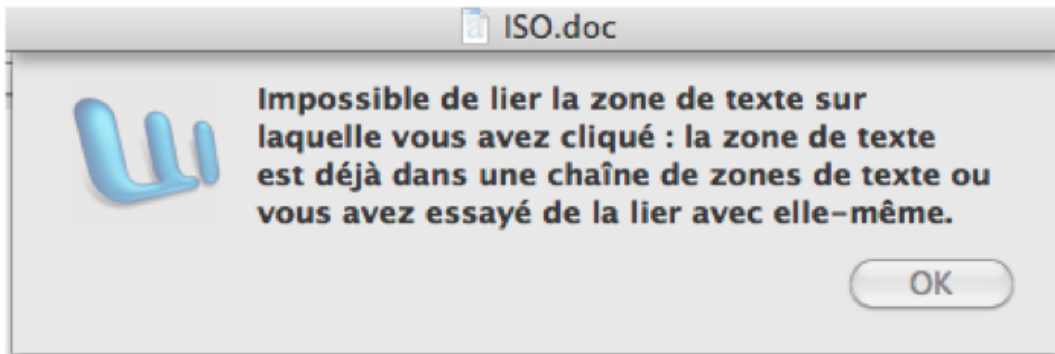 ISO.doc
Impossible de lier la zone de texte sur
laquelle vous avez cliqué : la zone de texte
est déjà dans une chaîne de zones de texte ou
vous avez essayé de la lier avec elle-même.
OK